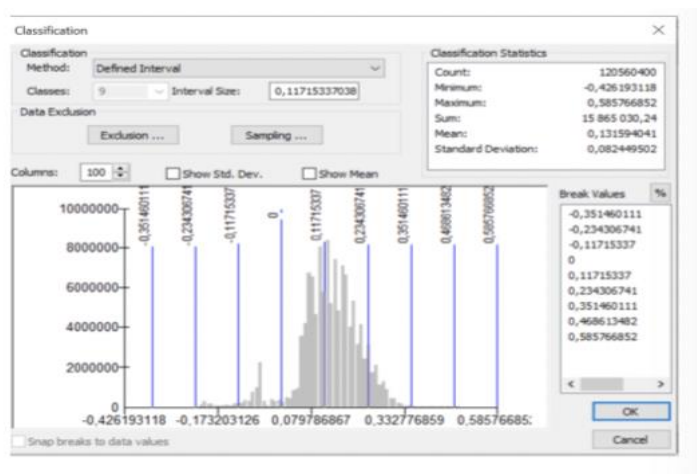 Classification
Classification
Method: Defined Interval
Classes: 9 Interval Size: 0,11715337038
Data Exclusion
Exclusion ... Sampling ...
Classification Statistics
Count: 120560400
Minimum: -0,426193118
Maximum: 0,585766852
Sum: 15 865 030,24
Mean: 0,131594041
Standard Deviation: 0,082449502
Columns: 100 Show Std. Dev. Show Mean
-0,351460111 -0,234306741 -0,11715337 0 0,11715337 0,234306741 0,351460111 0,468613482 0,585766852
10000000
8000000
6000000
4000000
2000000
0
-0,426193118 -0,173203126 0,079786867 0,332776859 0,58576685:
Break Values %
-0,351460111
-0,234306741
-0,11715337
0
0,11715337
0,234306741
0,351460111
0,468613482
0,585766852
< >
OK
Snap breaks to data values
Cancel